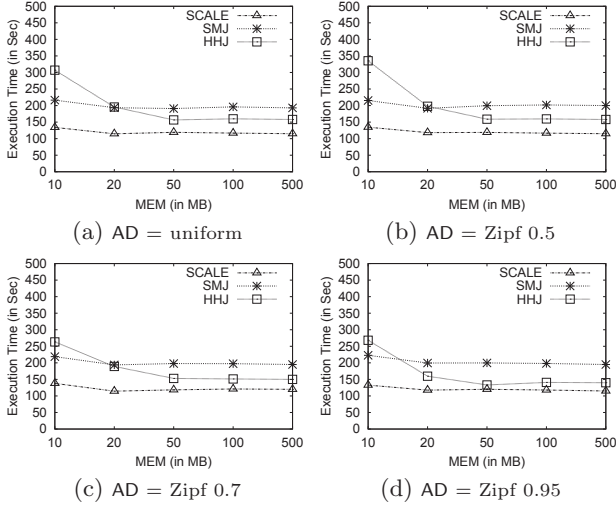 SCALE
SMJ
HHJ
Execution Time (in Sec)
500
450
400
350
300
250
200
150
100
50
0
10 20 50 100 500
MEM (in MB)
(a) AD = uniform
SCALE
SMJ
HHJ
Execution Time (in Sec)
500
450
400
350
300
250
200
150
100
50
0
10 20 50 100 500
MEM (in MB)
(b) AD = Zipf 0.5
SCALE
SMJ
HHJ
Execution Time (in Sec)
500
450
400
350
300
250
200
150
100
50
0
10 20 50 100 500
MEM (in MB)
(c) AD = Zipf 0.7
SCALE
SMJ
HHJ
Execution Time (in Sec)
500
450
400
350
300
250
200
150
100
50
0
10 20 50 100 500
MEM (in MB)
(d) AD = Zipf 0.95